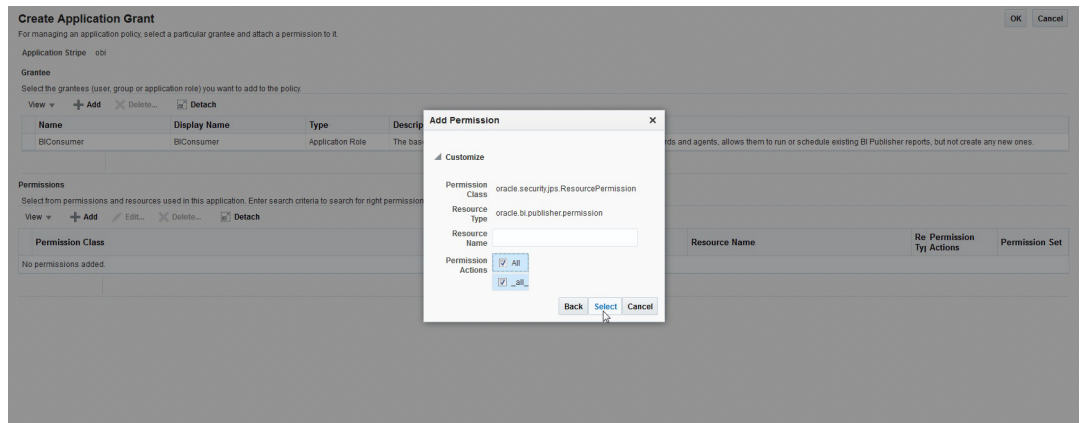 Create Application Grant
OK Cancel
For managing an application policy, select a particular grantee and attach a permission to it.
Application Stripe obi
Grantee
Select the grantees (user, group or application role) you want to add to the policy.
View Add Delete... Detach
Name Display Name Type Descrip
BIConsumer BIConsumer Application Role The bas rds and agents, allows them to run or schedule existing BI Publisher reports, but not create any new ones.
Permissions
Select from permissions and resources used in this application. Enter search criteria to search for right permission
View Add Edit... Delete... Detach
Permission Class Resource Name Re Typ Permission Actions Permission Set
No permissions added.
Add Permission
Customize
Permission Class oracle.security.jps.ResourcePermission
Resource Type oracle.bi.publisher.permission
Resource Name
Permission Actions All
_all_
Back Select Cancel